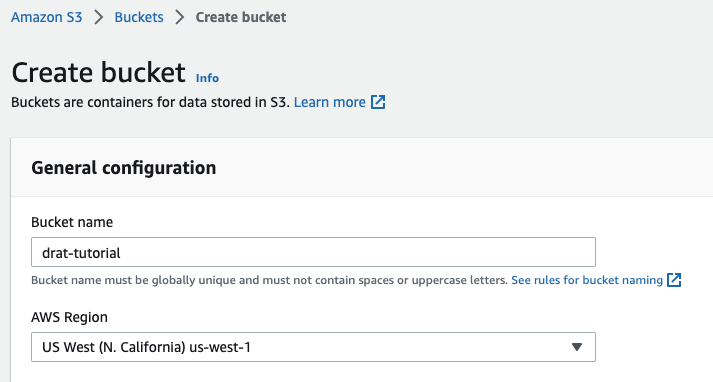 Amazon S3 > Buckets > Create bucket
Create bucket Info
Buckets are containers for data stored in S3. Learn more
General configuration
Bucket name
drat-tutorial
Bucket name must be globally unique and must not contain spaces or uppercase letters. See rules for bucket naming
AWS Region
US West (N. California) us-west-1